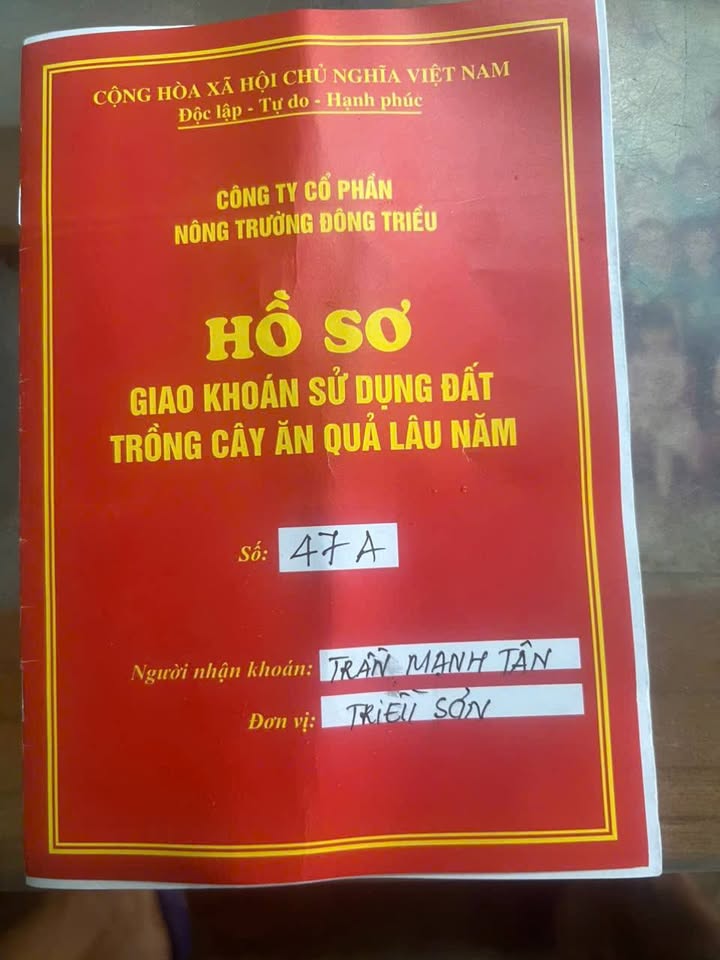 CỘNG HÒA XÃ HỘI CHỦ NGHĨA VIỆT NAM
Độc lập - Tự do - Hạnh phúc
CÔNG TY CỔ PHẦN
NÔNG TRƯỜNG ĐÔNG TRIỀU
HỒ SƠ
GIAO KHOÁN SỬ DỤNG ĐẤT
TRỒNG CÂY ĂN QUẢ LÂU NĂM
Số: 47A
Người nhận khoán: TRẦN MẠNH TÂN
Đơn vị: TRIỀU SƠN